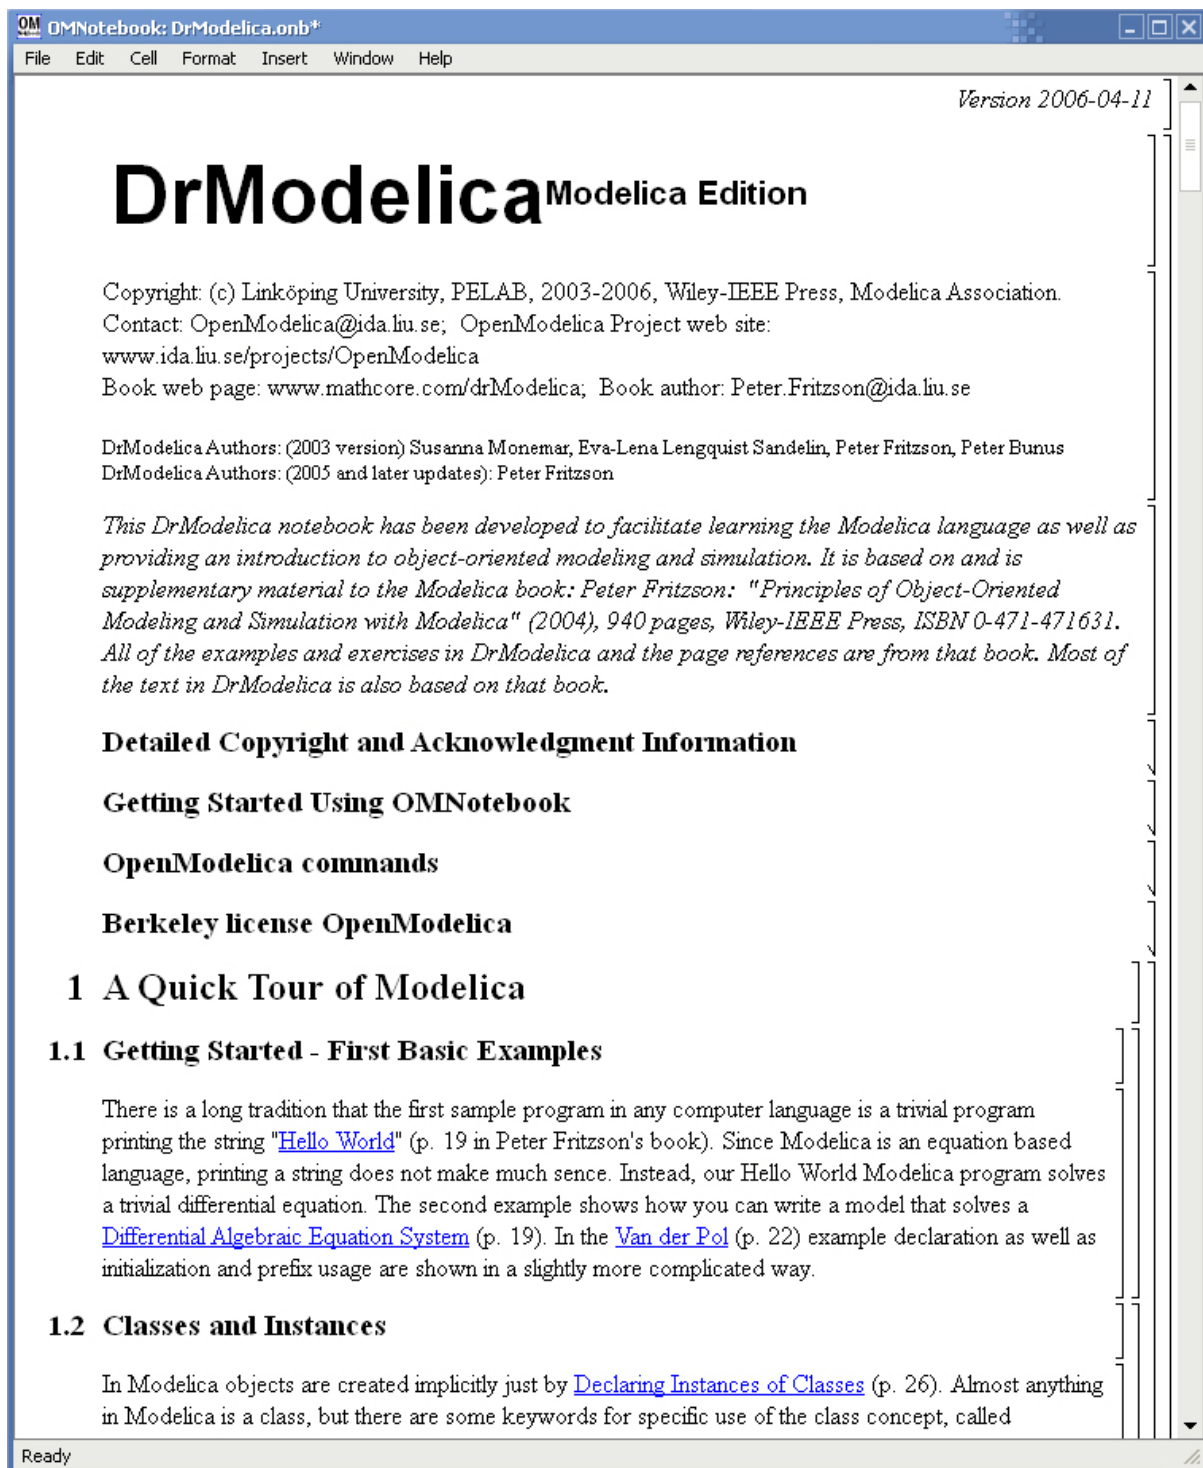 OMNotebook: DrModelica.onb*
File Edit Cell Format Insert Window Help
Version 2006-04-11
DrModelica Modelica Edition
Copyright: (c) Linköping University, PELAB, 2003-2006, Wiley-IEEE Press, Modelica Association.
Contact: OpenModelica@ida.liu.se; OpenModelica Project web site:
www.ida.liu.se/projects/OpenModelica
Book web page: www.mathcore.com/drModelica; Book author: Peter.Fritzson@ida.liu.se
DrModelica Authors: (2003 version) Susanna Monemar, Eva-Lena Lengquist Sandelin, Peter Fritzson, Peter Bunus
DrModelica Authors: (2005 and later updates): Peter Fritzson
This DrModelica notebook has been developed to facilitate learning the Modelica language as well as
providing an introduction to object-oriented modeling and simulation. It is based on and is
supplementary material to the Modelica book: Peter Fritzson: "Principles of Object-Oriented
Modeling and Simulation with Modelica" (2004), 940 pages, Wiley-IEEE Press, ISBN 0-471-471631.
All of the examples and exercises in DrModelica and the page references are from that book. Most of
the text in DrModelica is also based on that book.
Detailed Copyright and Acknowledgment Information
Getting Started Using OMNotebook
OpenModelica commands
Berkeley license OpenModelica
1 A Quick Tour of Modelica
1.1 Getting Started - First Basic Examples
There is a long tradition that the first sample program in any computer language is a trivial program
printing the string "Hello World" (p. 19 in Peter Fritzson's book). Since Modelica is an equation based
language, printing a string does not make much sence. Instead, our Hello World Modelica program solves
a trivial differential equation. The second example shows how you can write a model that solves a
Differential Algebraic Equation System (p. 19). In the Van der Pol (p. 22) example declaration as well as
initialization and prefix usage are shown in a slightly more complicated way.
1.2 Classes and Instances
In Modelica objects are created implicitly just by Declaring Instances of Classes (p. 26). Almost anything
in Modelica is a class, but there are some keywords for specific use of the class concept, called
Ready